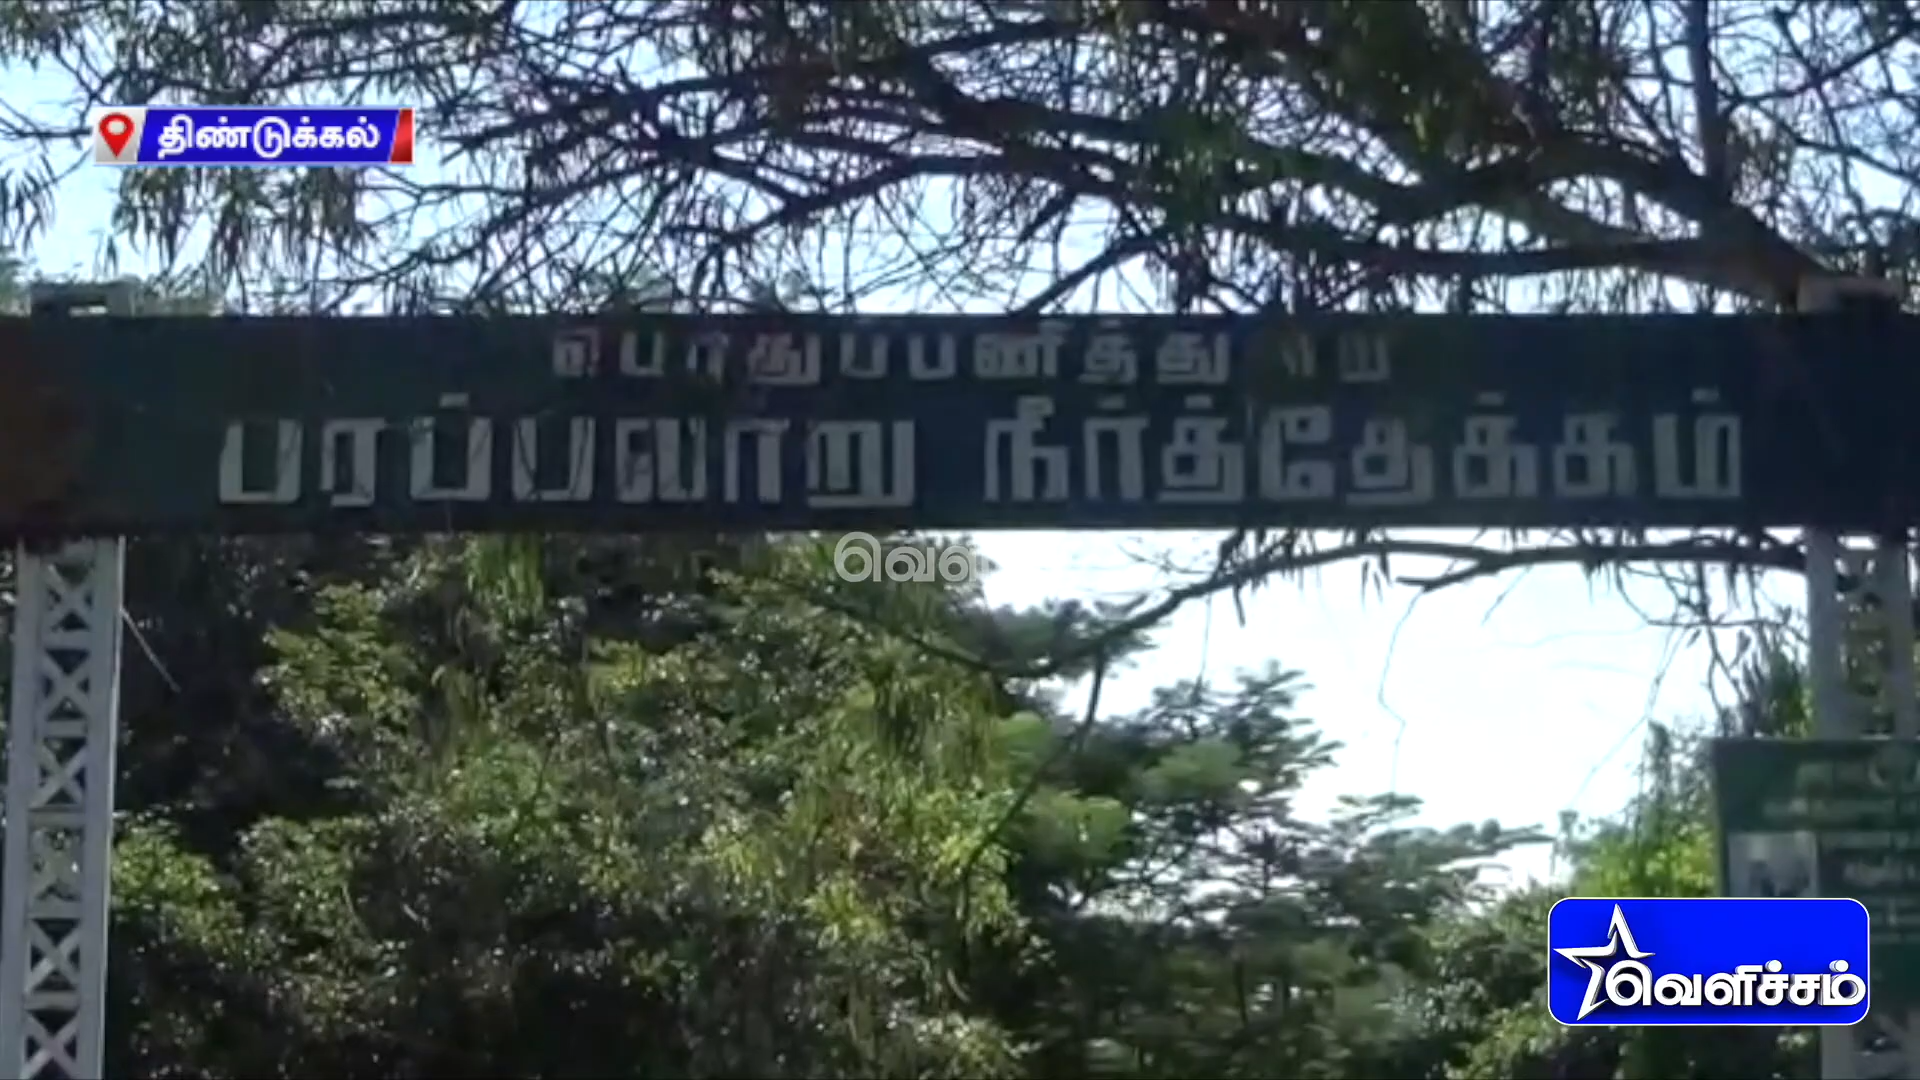 திண்டுக்கல்
பொதுப்பணித்துறை
பரப்பலாறு நீர்த்தேக்கம்
வெளிச்சம்